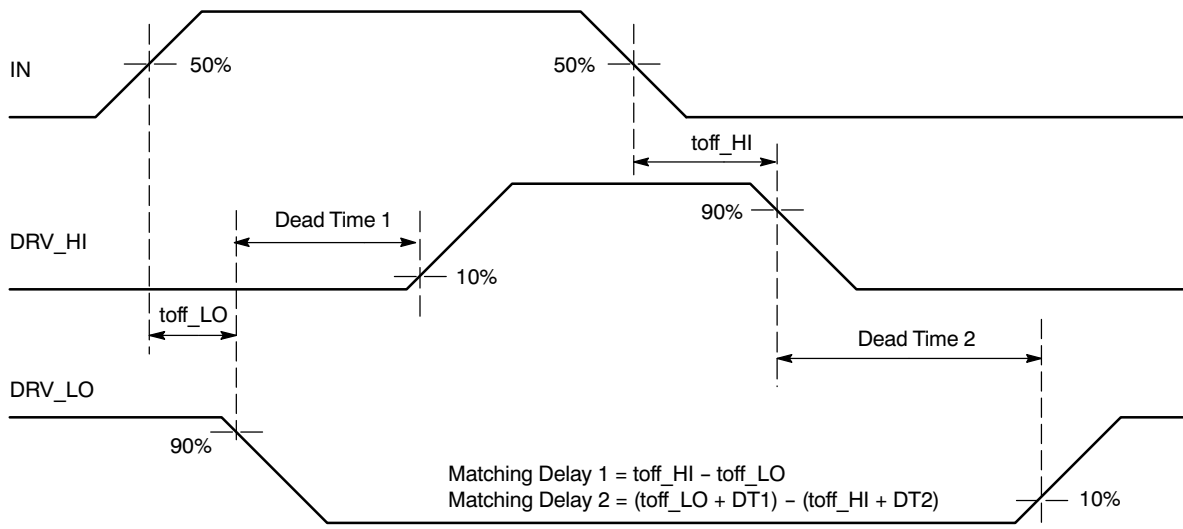 IN
50%
50%
toff_HI
DRV_HI
Dead Time 1
90%
10%
toff_LO
Dead Time 2
DRV_LO
90%
Matching Delay 1 = toff_HI − toff_LO
Matching Delay 2 = (toff_LO + DT1) − (toff_HI + DT2)
10%